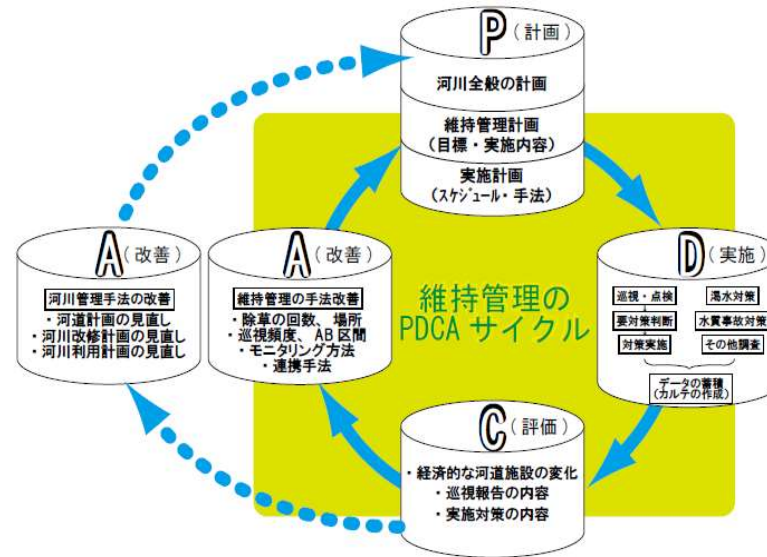 P(計画)
河川全般の計画
維持管理計画
(目標・実施内容)
実施計画
(スケジュール・手法)
A(改善)
河川管理手法の改善
・河道計画の見直し
・河川改修計画の見直し
・河川利用計画の見直し
A(改善)
維持管理の手法改善
・除草の回数、場所
・巡視頻度、AB区間
・モニタリング方法
・連携手法
維持管理の
PDCAサイクル
D(実施)
巡視・点検
渇水対策
要対策判断
水質事故対策
対策実施
その他調査
データの蓄積
(カルテの作成)
C(評価)
・経済的な河道施設の変化
・巡視報告の内容
・実施対策の内容